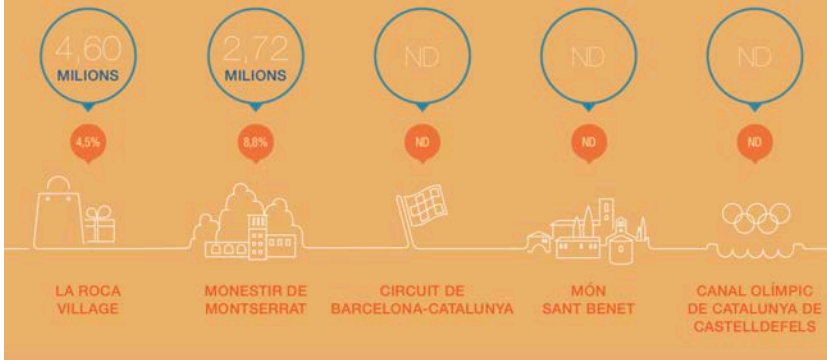 4,60
MILIONS
2,72
MILIONS
ND
ND
ND
4,5%
8,8%
ND
ND
ND
LA ROCA
VILLAGE
MONESTIR DE
MONTSERRAT
CIRCUIT DE
BARCELONA-CATALUNYA
MÓN
SANT BENET
CANAL OLÍMPIC
DE CATALUNYA DE
CASTELLDEFELS